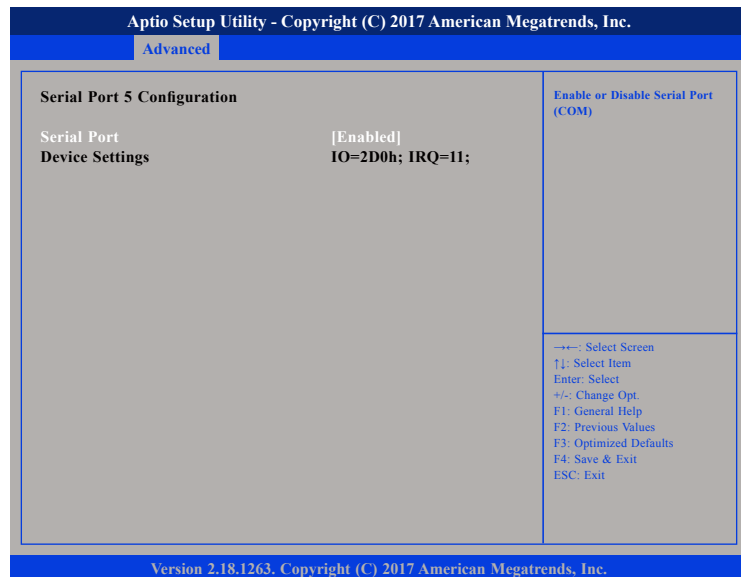 Aptio Setup Utility - Copyright (C) 2017 American Megatrends, Inc.
Advanced
Serial Port 5 Configuration
Serial Port [Enabled]
Device Settings IO=2D0h; IRQ=11;
Enable or Disable Serial Port
(COM)
→←: Select Screen
↑↓: Select Item
Enter: Select
+/-: Change Opt.
F1: General Help
F2: Previous Values
F3: Optimized Defaults
F4: Save & Exit
ESC: Exit
Version 2.18.1263. Copyright (C) 2017 American Megatrends, Inc.